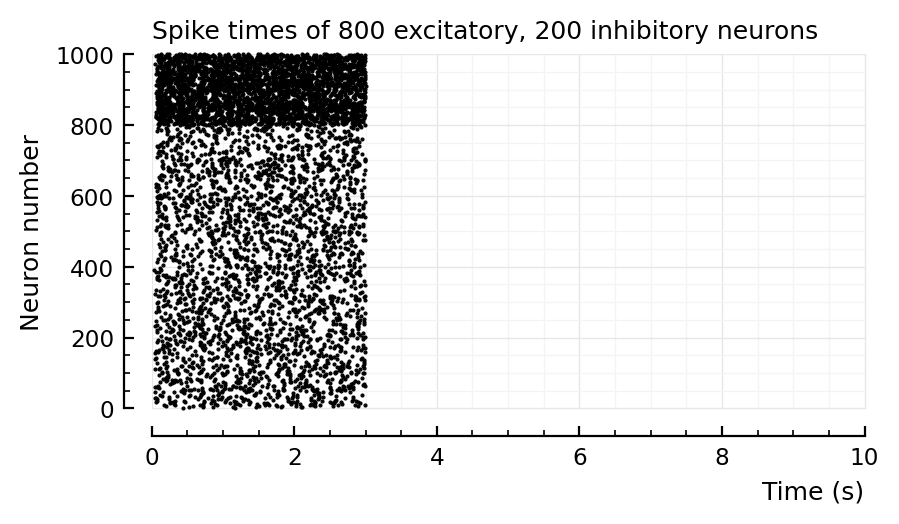 Spike times of 800 excitatory, 200 inhibitory neurons
Neuron number
1000
800
600
400
200
0
0 2 4 6 8 10
Time (s)